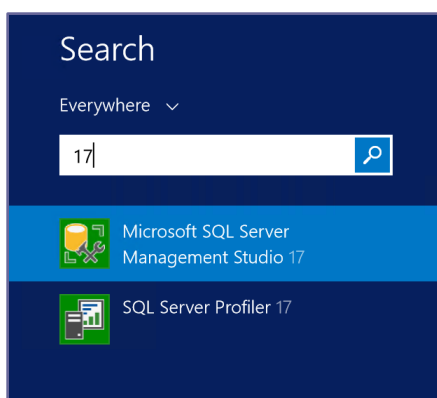 Search
Everywhere
17
Microsoft SQL Server
Management Studio 17
SQL Server Profiler 17